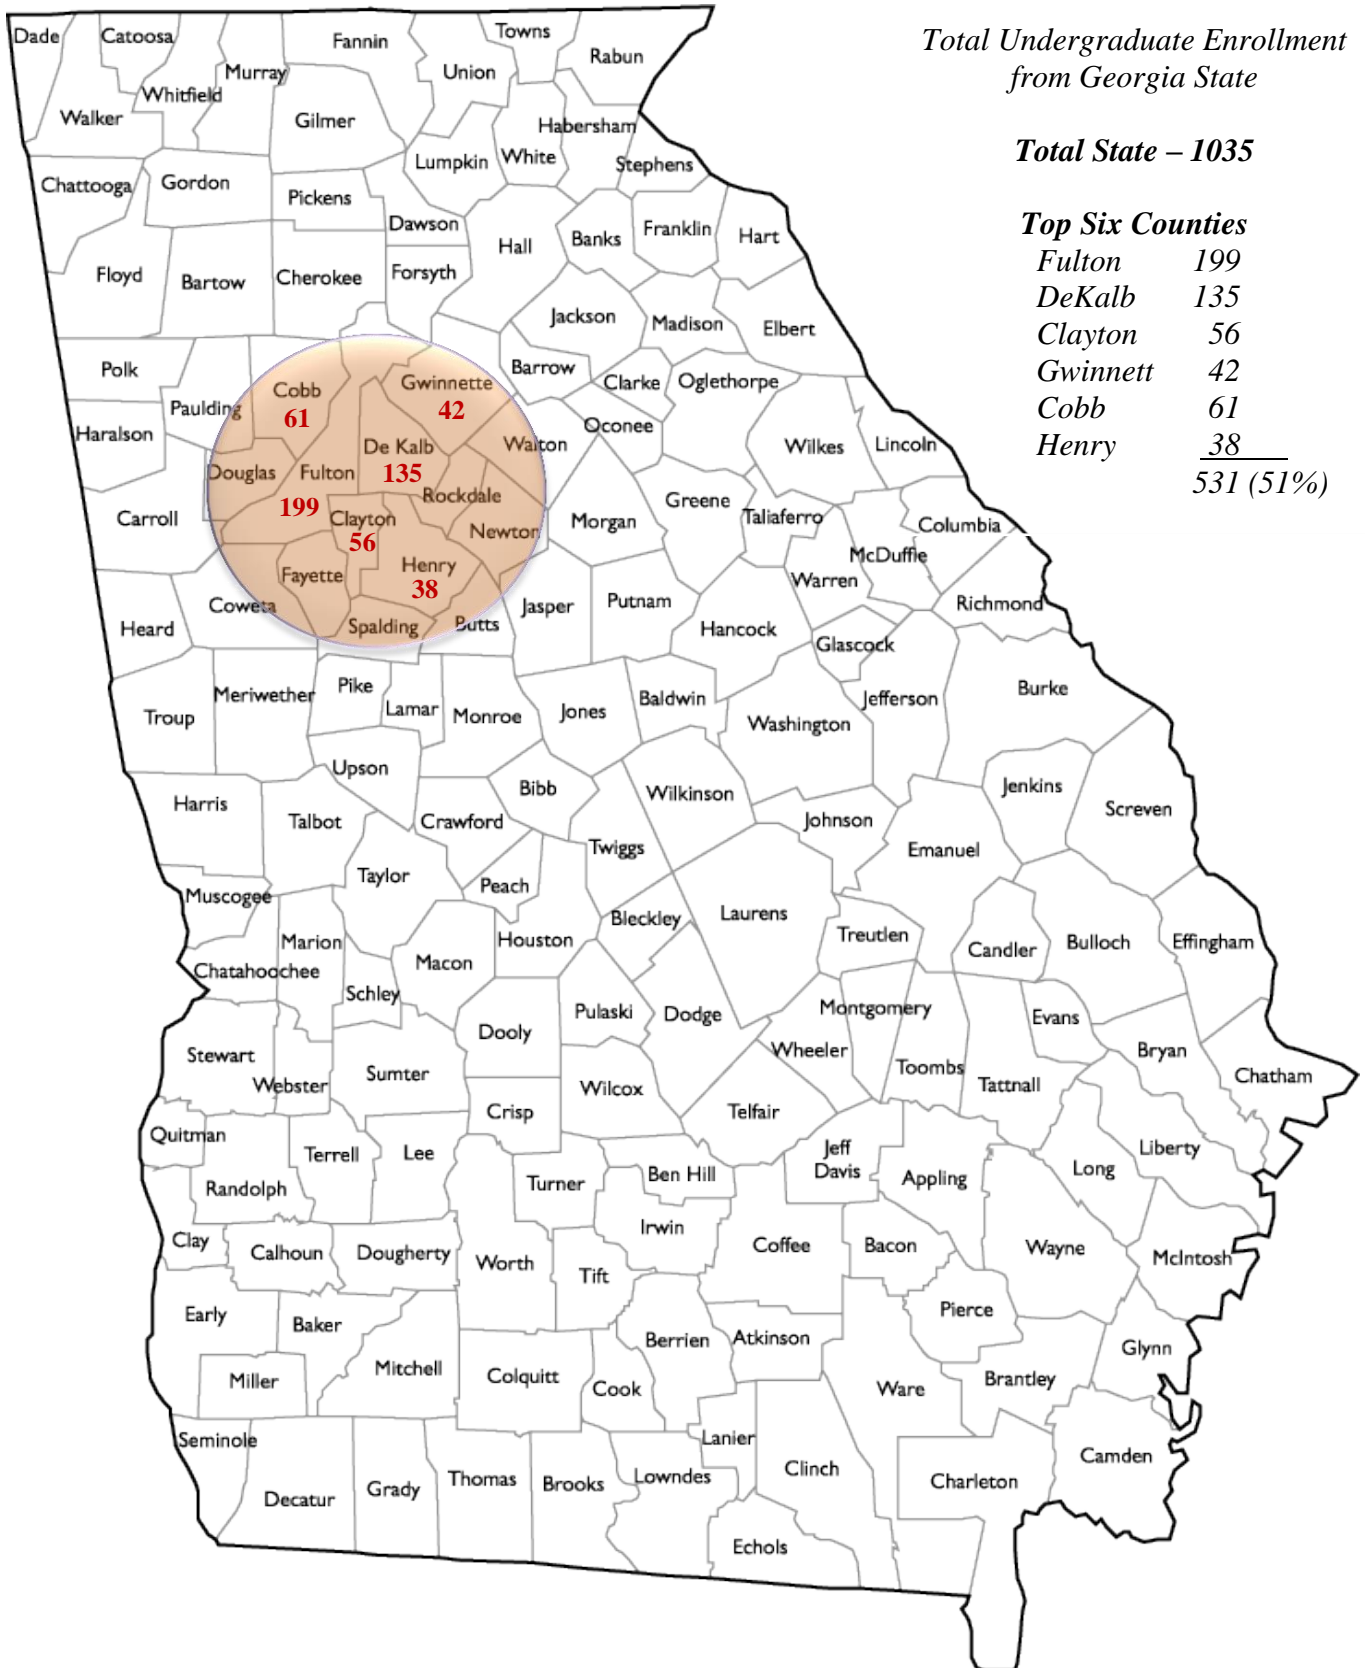 Total Undergraduate Enrollment
from Georgia State
Total State – 1035
Top Six Counties
Fulton 199
DeKalb 135
Clayton 56
Gwinnett 42
Cobb 61
Henry 38
531 (51%)
Dade
Catoosa
Fannin
Towns
Rabun
Union
Murray
Whitfield
Walker
Gilmer
Habersham
White
Lumpkin
Stephens
Chattooga
Gordon
Pickens
Dawson
Franklin
Banks
Hart
Hall
Floyd
Bartow
Cherokee
Forsyth
Jackson
Madison
Elbert
Polk
Barrow
Clarke
Oglethorpe
Cobb
61
Gwinnette
42
Paulding
Haralson
Oconee
Walton
Wilkes
Lincoln
De Kalb
135
Douglas
Fulton
199
Rockdale
Greene
Carroll
Clayton
56
Newton
Morgan
Taliaferro
Columbia
McDuffie
Fayette
Henry
38
Warren
Coweta
Heard
Spalding
Butts
Jasper
Putnam
Hancock
Richmond
Glascock
Meriwether
Pike
Lamar
Monroe
Jones
Baldwin
Jefferson
Burke
Troup
Washington
Upson
Bibb
Wilkinson
Jenkins
Screven
Harris
Talbot
Crawford
Johnson
Twiggs
Emanuel
Taylor
Peach
Muscogee
Bleckley
Laurens
Marion
Houston
Treutlen
Candler
Bulloch
Effingham
Chatahoochee
Macon
Schley
Pulaski
Dodge
Montgomery
Evans
Dooly
Stewart
Wheeler
Bryan
Webster
Sumter
Wilcox
Toombs
Tattnall
Chatham
Crisp
Telfair
Quitman
Terrell
Lee
Jeff
Davis
Liberty
Long
Randolph
Turner
Ben Hill
Appling
Clay
Calhoun
Dougherty
Irwin
Coffee
Bacon
Wayne
McIntosh
Worth
Tift
Early
Baker
Pierce
Berrien
Atkinson
Glynn
Miller
Mitchell
Colquitt
Cook
Ware
Brantley
Seminole
Lanier
Camden
Decatur
Grady
Thomas
Brooks
Lowndes
Clinch
Charleton
Echols